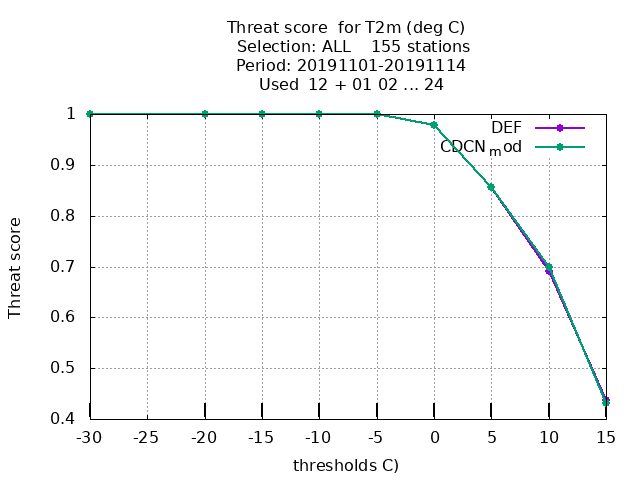 Threat score for T2m (deg C)
Selection: ALL 155 stations
Period: 20191101-20191114
Used 12 + 01 02 ... 24
1
0.9
0.8
0.7
0.6
0.5
0.4
Threat score
DEF
CDCN_mod
-30 -25 -20 -15 -10 -5 0 5 10 15
thresholds C)